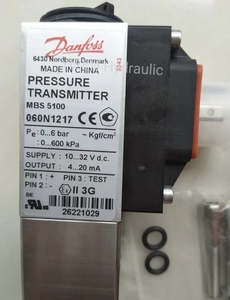 Danfoss
6430 Nordborg, Denmark
MADE IN CHINA
PRESSURE
TRANSMITTER
MBS 5100
060N1217
CE
Pe: 0...6 bar ~ Kgf/cm²
: 0...600 kPa
SUPPLY : 10...32 V d.c.
OUTPUT : 4...20 mA
PIN 1 : + PIN 3 : TEST
PIN 2 : -
Ex II 3G
26221029